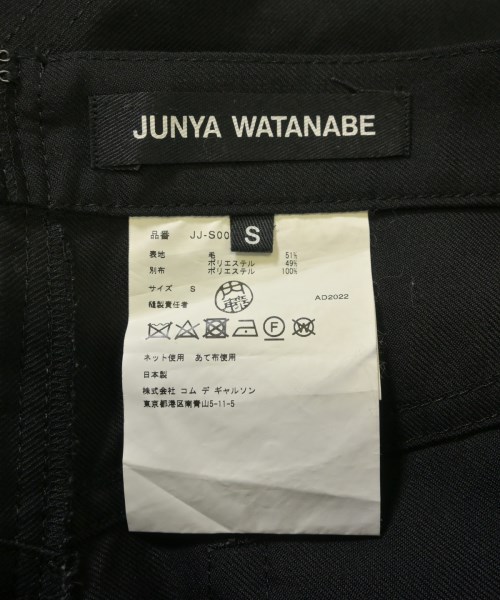 JUNYA WATANABE
品番 JJ-S00
S
表地 毛 51%
ポリエステル 49%
別布 ポリエステル 100%
サイズ S
縫製責任者
AD2022
F W
ネット使用 あて布使用
日本製
株式会社 コム デ ギャルソン
東京都港区南青山5-11-5